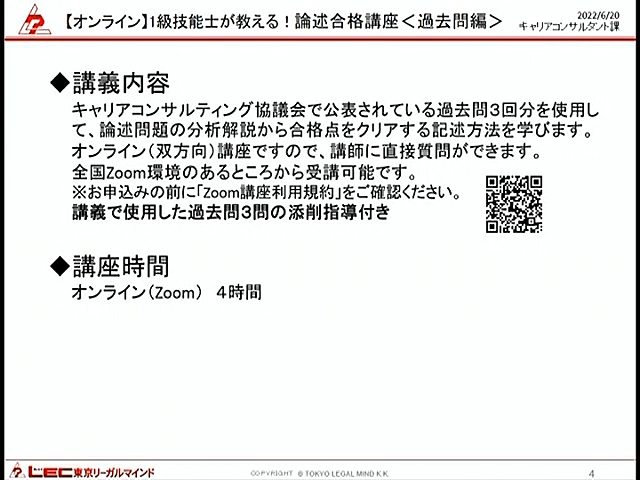 【オンライン】1級技能士が教える！論述合格講座＜過去問編＞
2022/6/20
キャリアコンサルタント課
◆講義内容
キャリアコンサルティング協議会で公表されている過去問3回分を使用し
て、論述問題の分析解説から合格点をクリアする記述方法を学びます。
オンライン（双方向）講座ですので、講師に直接質問ができます。
全国Zoom環境のあるところから受講可能です。
※お申込みの前に「Zoom講座利用規約」をご確認ください。
講義で使用した過去問3問の添削指導付き
◆講座時間
オンライン（Zoom）　4時間
LEC東京リーガルマインド
COPYRIGHT © TOKYO LEGAL MIND K.K.
4